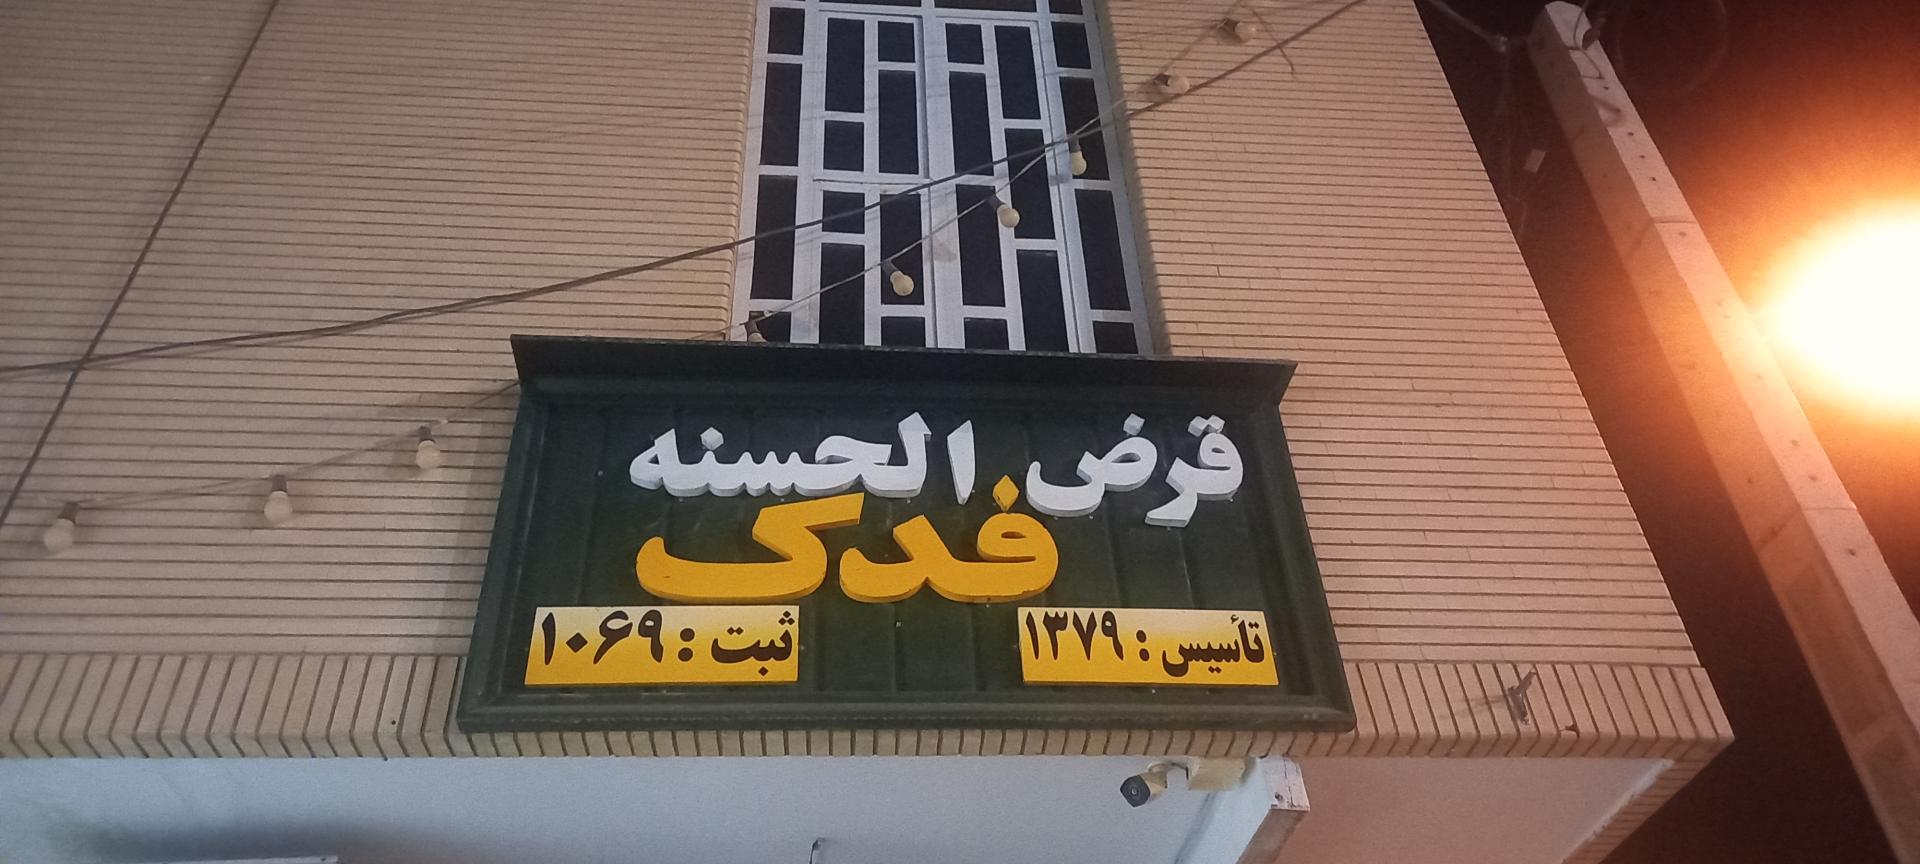 قرض الحسنه
فدک
تأسیس : ۱۳۷۹
ثبت : ۱۰۶۹